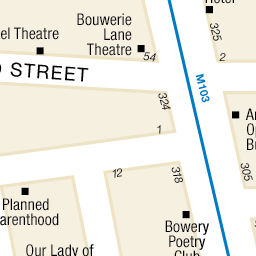 Hotel
Bouwerie
Lane
Theatre
el Theatre
325
54
2
D STREET
M103
324
1
12
318
305
Planned
arenthood
Bowery
Poetry
Club
Our Lady of